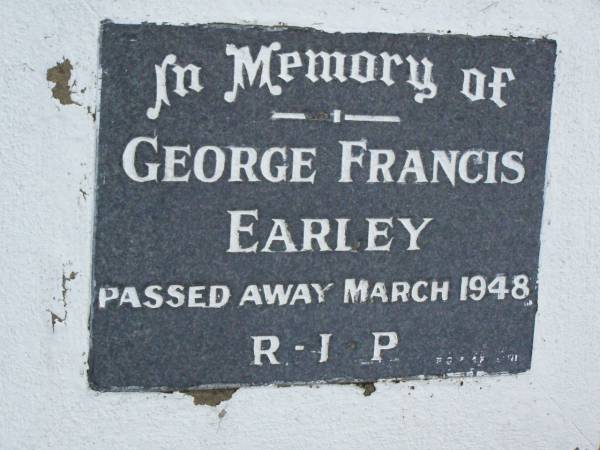 In Memory of
GEORGE FRANCIS
EARLEY
PASSED AWAY MARCH 1948
R-I P